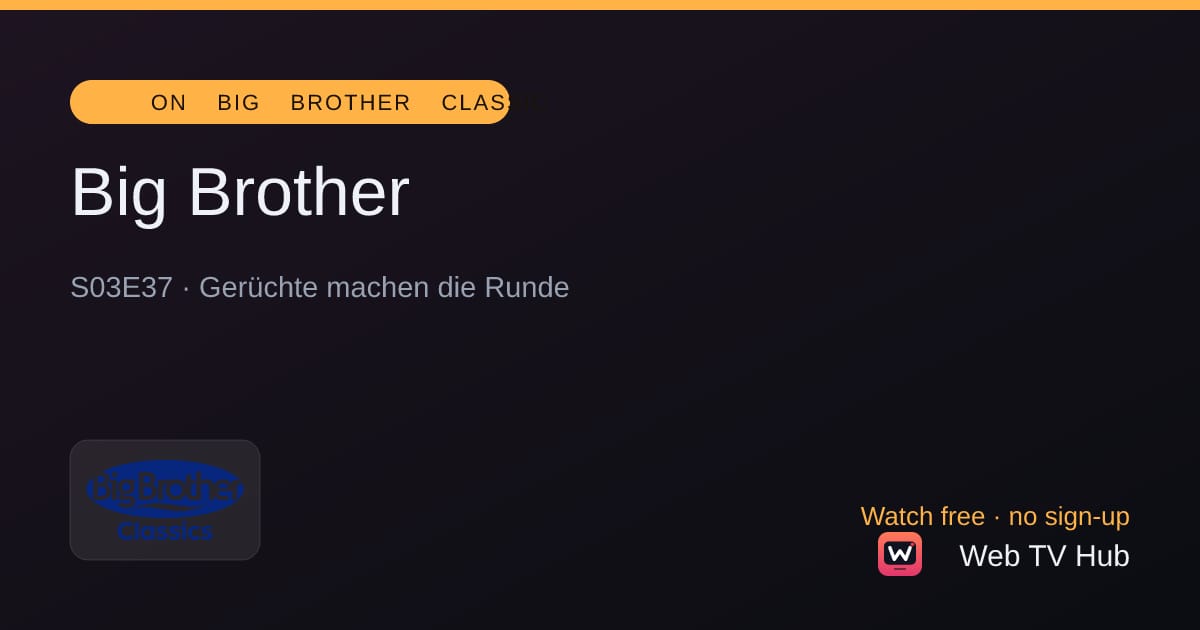 ON BIG BROTHER CLASSICS
Big Brother
S03E37 · Gerüchte machen die Runde
Big Brother
Classics
Watch free · no sign-up
Web TV Hub